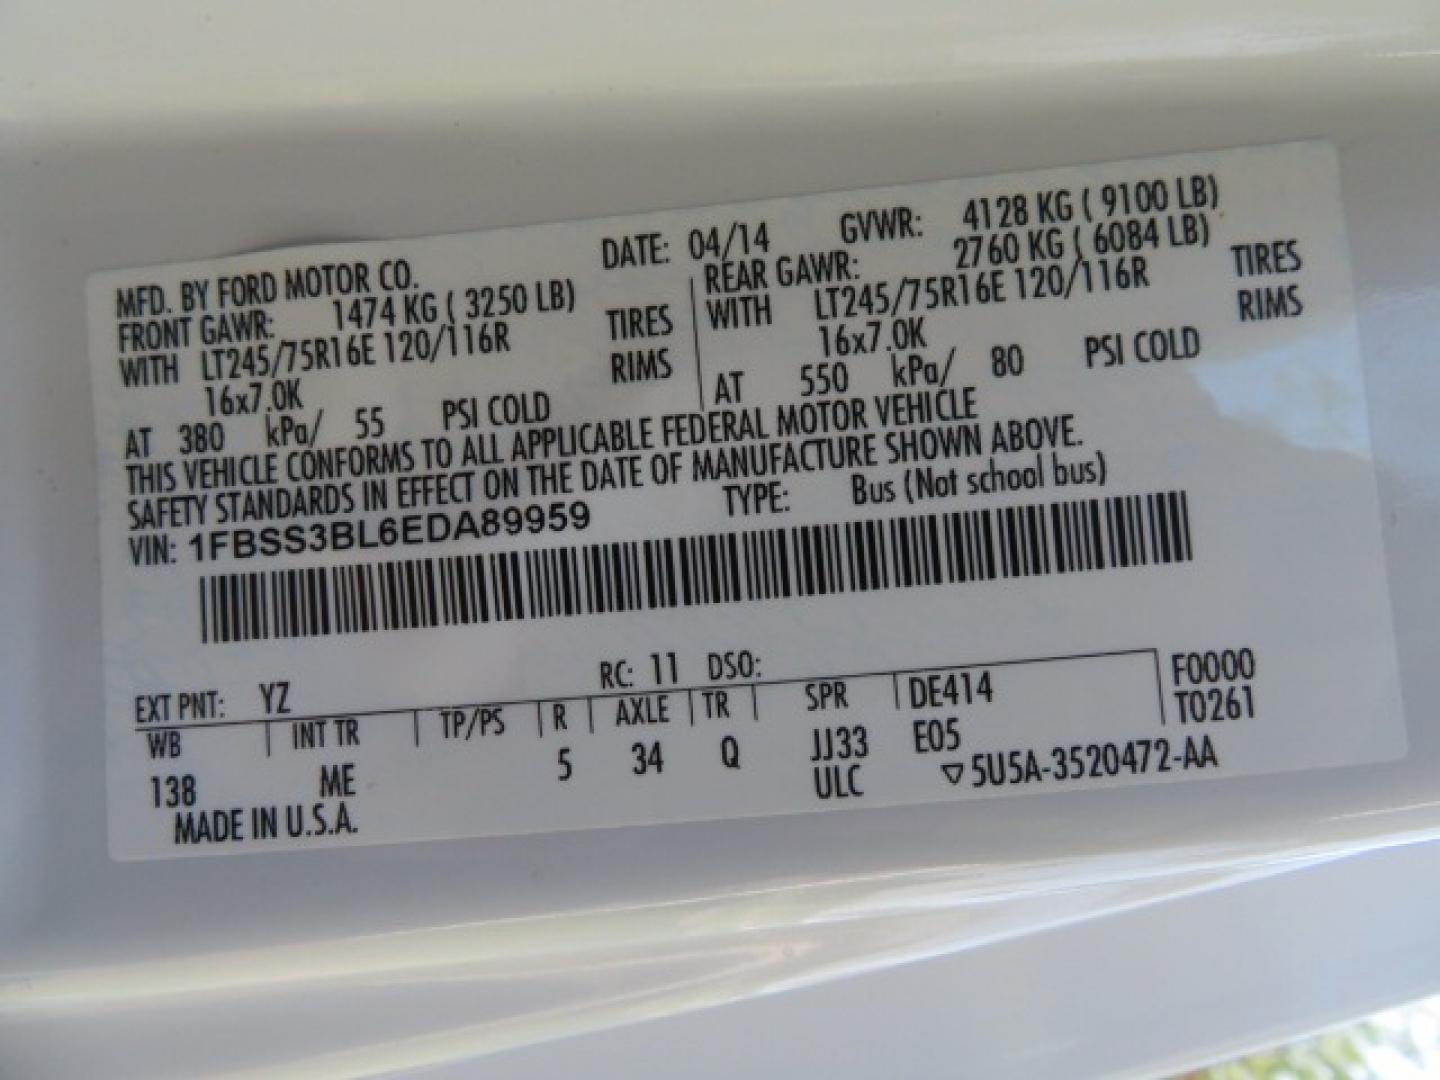 MFD. BY FORD MOTOR CO. DATE: 04/14 GVWR: 4128 KG ( 9100 LB)
FRONT GAWR: 1474 KG ( 3250 LB) REAR GAWR: 2760 KG ( 6084 LB)
WITH LT245/75R16E 120/116R TIRES WITH LT245/75R16E 120/116R TIRES
16x7.0K RIMS 16x7.0K RIMS
AT 380 kPa/ 55 PSI COLD AT 550 kPa/ 80 PSI COLD
THIS VEHICLE CONFORMS TO ALL APPLICABLE FEDERAL MOTOR VEHICLE
SAFETY STANDARDS IN EFFECT ON THE DATE OF MANUFACTURE SHOWN ABOVE.
VIN: 1FBSS3BL6EDA89959 TYPE: Bus (Not school bus)
EXT PNT: YZ RC: 11 DSO: F0000
WB INT TR TP/PS R AXLE TR SPR DE414 T0261
138 ME 5 34 Q JJ33 E05
MADE IN U.S.A. ULC 5U5A-3520472-AA